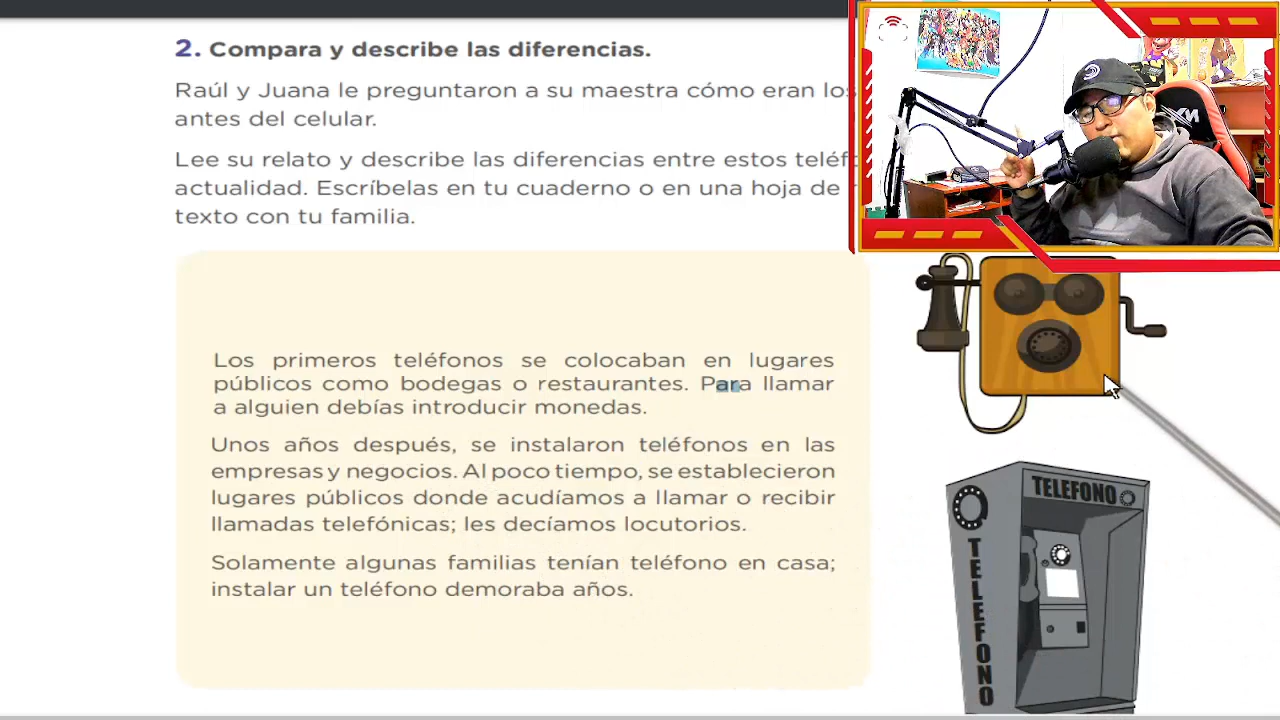 2. Compara y describe las diferencias.
Raúl y Juana le preguntaron a su maestra cómo eran los
antes del celular.
Lee su relato y describe las diferencias entre estos
actualidad. Escríbelas en tu cuaderno o en una hoja de
texto con tu familia.
Los primeros teléfonos se colocaban en lugares
públicos como bodegas o restaurantes. Para llamar
a alguien debías introducir monedas.
Unos años después, se instalaron teléfonos en las
empresas y negocios. Al poco tiempo, se establecieron
lugares públicos donde acudíamos a llamar o recibir
llamadas telefónicas; les decíamos locutorios.
Solamente algunas familias tenían teléfono en casa;
instalar un teléfono demoraba años.
TELEFONO
TELEFONO